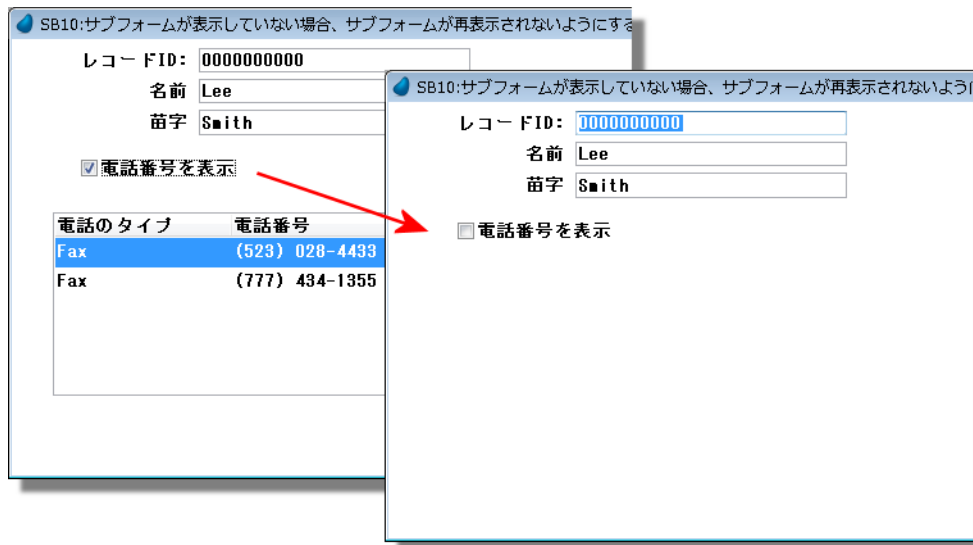 SB10:サブフォームが表示していない場合、サブフォームが再表示されないようにする
レコードID: 0000000000
名前 Lee
苗字 Smith
電話番号を表示
電話のタイプ 電話番号
Fax (523) 028-4433
Fax (777) 434-1355
SB10:サブフォームが表示していない場合、サブフォームが再表示されないように
レコードID: 0000000000
名前 Lee
苗字 Smith
電話番号を表示